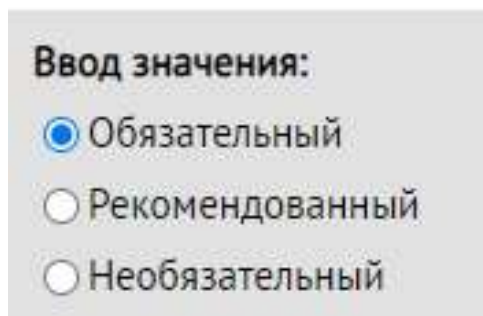 Ввод значения:
Обязательный
Рекомендованный
Необязательный